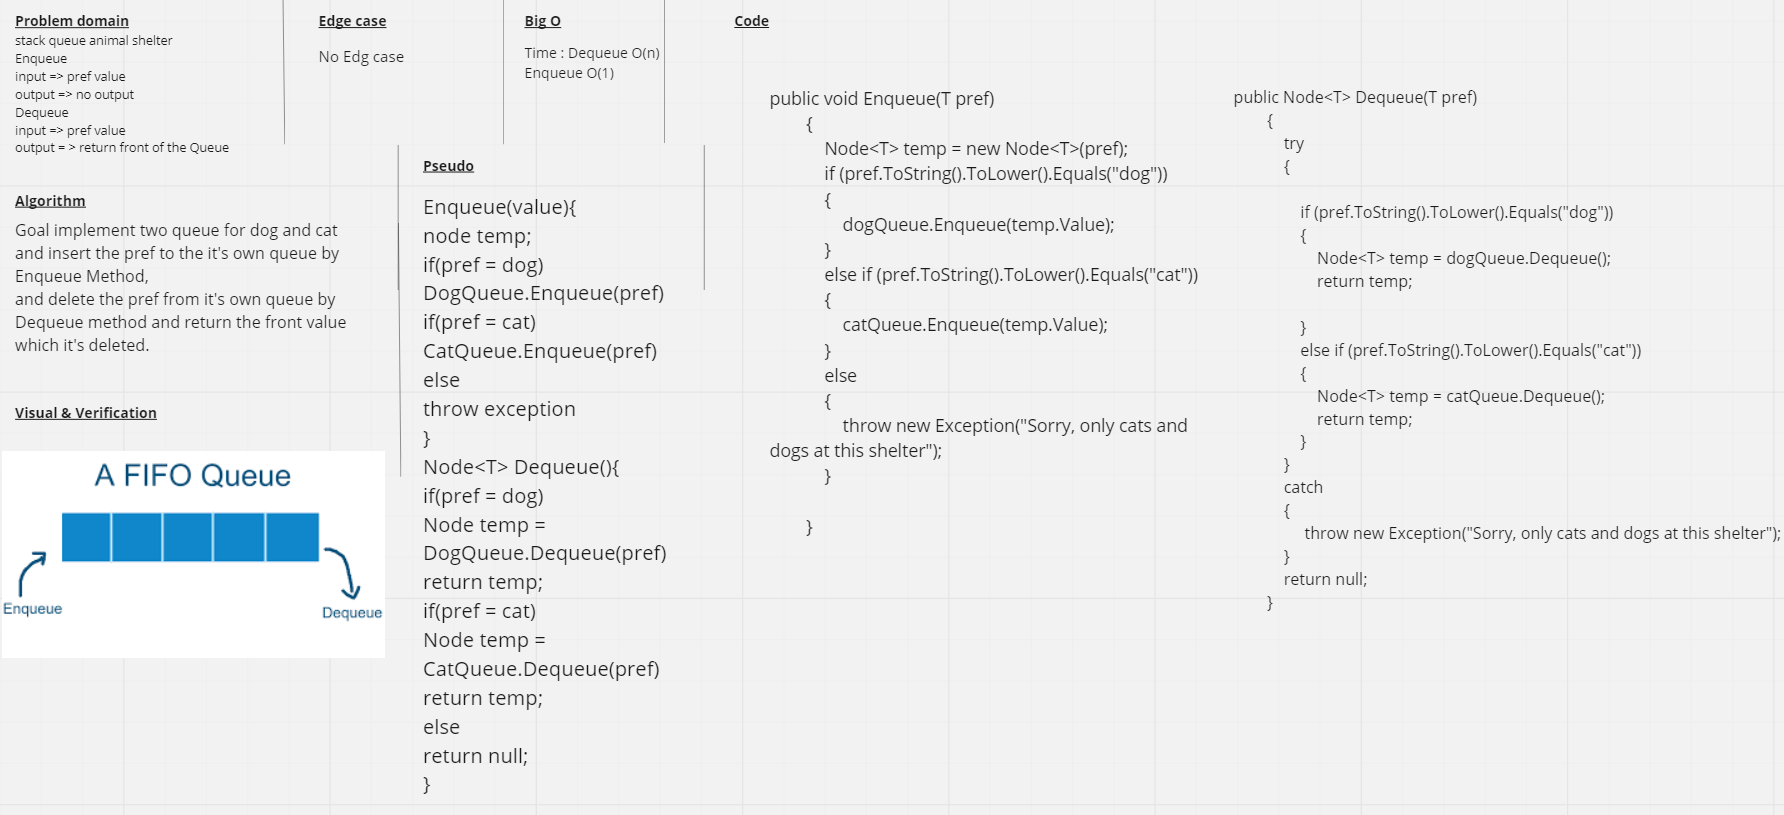 Problem domain
stack queue animal shelter
Enqueue
input => pref value
output => no output
Dequeue
input => pref value
output = > return front of the Queue
Edge case
No Edg case
Big O
Time : Dequeue O(n)
Enqueue O(1)
Algorithm
Goal implement two queue for dog and cat
and insert the pref to the it's own queue by
Enqueue Method,
and delete the pref from it's own queue by
Dequeue method and return the front value
which it's deleted.
Visual & Verification
A FIFO Queue
Enqueue
Dequeue
Pseudo
Enqueue(value){
node temp;
if(pref = dog)
DogQueue.Enqueue(pref)
if(pref = cat)
CatQueue.Enqueue(pref)
else
throw exception
}
Node<T> Dequeue(){
if(pref = dog)
Node temp =
DogQueue.Dequeue(pref)
return temp;
if(pref = cat)
Node temp =
CatQueue.Dequeue(pref)
return temp;
else
return null;
}
Code
public void Enqueue(T pref)
{
Node<T> temp = new Node<T>(pref);
if (pref.ToString().ToLower().Equals("dog"))
{
dogQueue.Enqueue(temp.Value);
}
else if (pref.ToString().ToLower().Equals("cat"))
{
catQueue.Enqueue(temp.Value);
}
else
{
throw new Exception("Sorry, only cats and
dogs at this shelter");
}
}
public Node<T> Dequeue(T pref)
{
try
{
if (pref.ToString().ToLower().Equals("dog"))
{
Node<T> temp = dogQueue.Dequeue();
return temp;
}
else if (pref.ToString().ToLower().Equals("cat"))
{
Node<T> temp = catQueue.Dequeue();
return temp;
}
}
catch
{
throw new Exception("Sorry, only cats and dogs at this shelter");
}
return null;
}